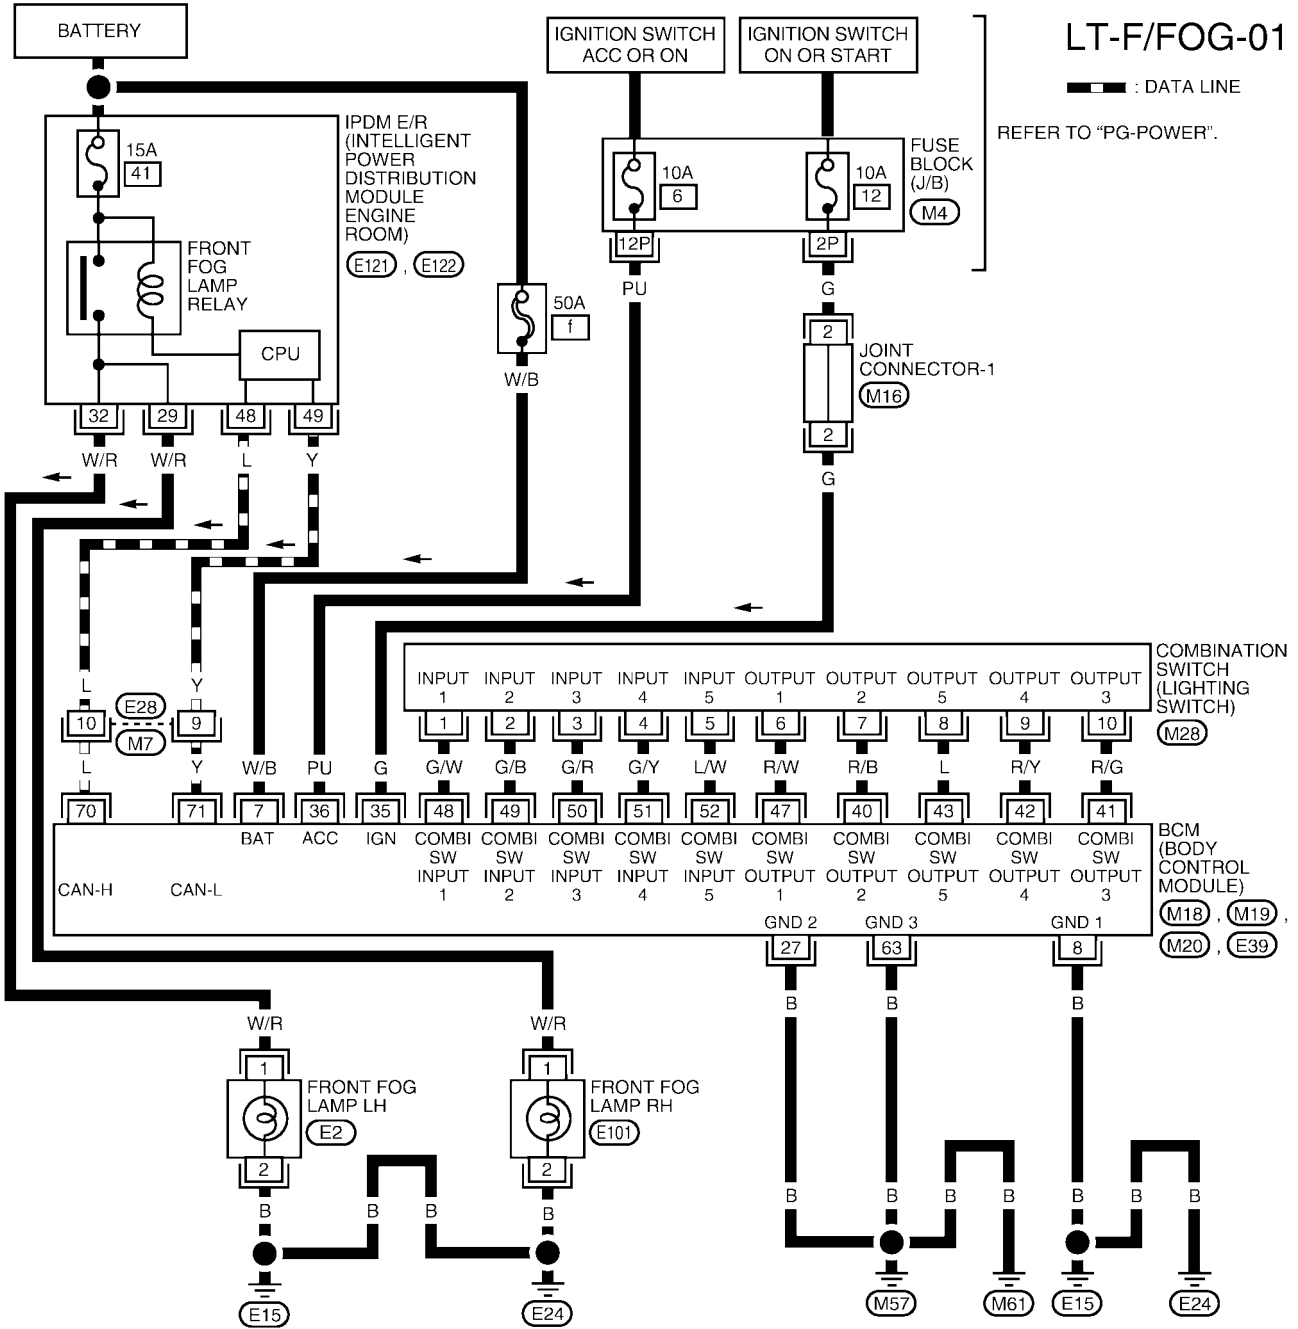 BATTERY
IGNITION SWITCH
ACC OR ON
IGNITION SWITCH
ON OR START
LT-F/FOG-01
: DATA LINE
REFER TO “PG-POWER”.
IPDM E/R
(INTELLIGENT
POWER
DISTRIBUTION
MODULE
ENGINE
ROOM)
E121 , E122
15A
41
FRONT
FOG
LAMP
RELAY
CPU
10A
6
10A
12
FUSE
BLOCK
(J/B)
M4
12P
2P
PU
G
50A
f
W/B
2
JOINT
CONNECTOR-1
M16
2
G
32 29 48 49
W/R W/R L Y
COMBINATION
SWITCH
(LIGHTING
SWITCH)
M28
INPUT INPUT INPUT INPUT INPUT OUTPUT OUTPUT OUTPUT OUTPUT OUTPUT
1 2 3 4 5 1 2 5 4 3
L Y
10 E28 9
M7
1 2 3 4 5 6 7 8 9 10
L Y W/B PU G G/W G/B G/R G/Y L/W R/W R/B L R/Y R/G
70 71 7 36 35 48 49 50 51 52 47 40 43 42 41
BAT ACC IGN COMBI COMBI COMBI COMBI COMBI COMBI COMBI COMBI COMBI COMBI
SW SW SW SW SW SW SW SW SW SW
CAN-H CAN-L INPUT INPUT INPUT INPUT INPUT OUTPUT OUTPUT OUTPUT OUTPUT OUTPUT
1 2 3 4 5 1 2 5 4 3
BCM
(BODY
CONTROL
MODULE)
M18 , M19 ,
M20 , E39
GND 2 GND 3 GND 1
27 63 8
B B B
W/R W/R
1 1
FRONT FOG
LAMP LH
E2
FRONT FOG
LAMP RH
E101
2 2
B B B B
B B B B B B
E15 E24
M57 M61 E15 E24